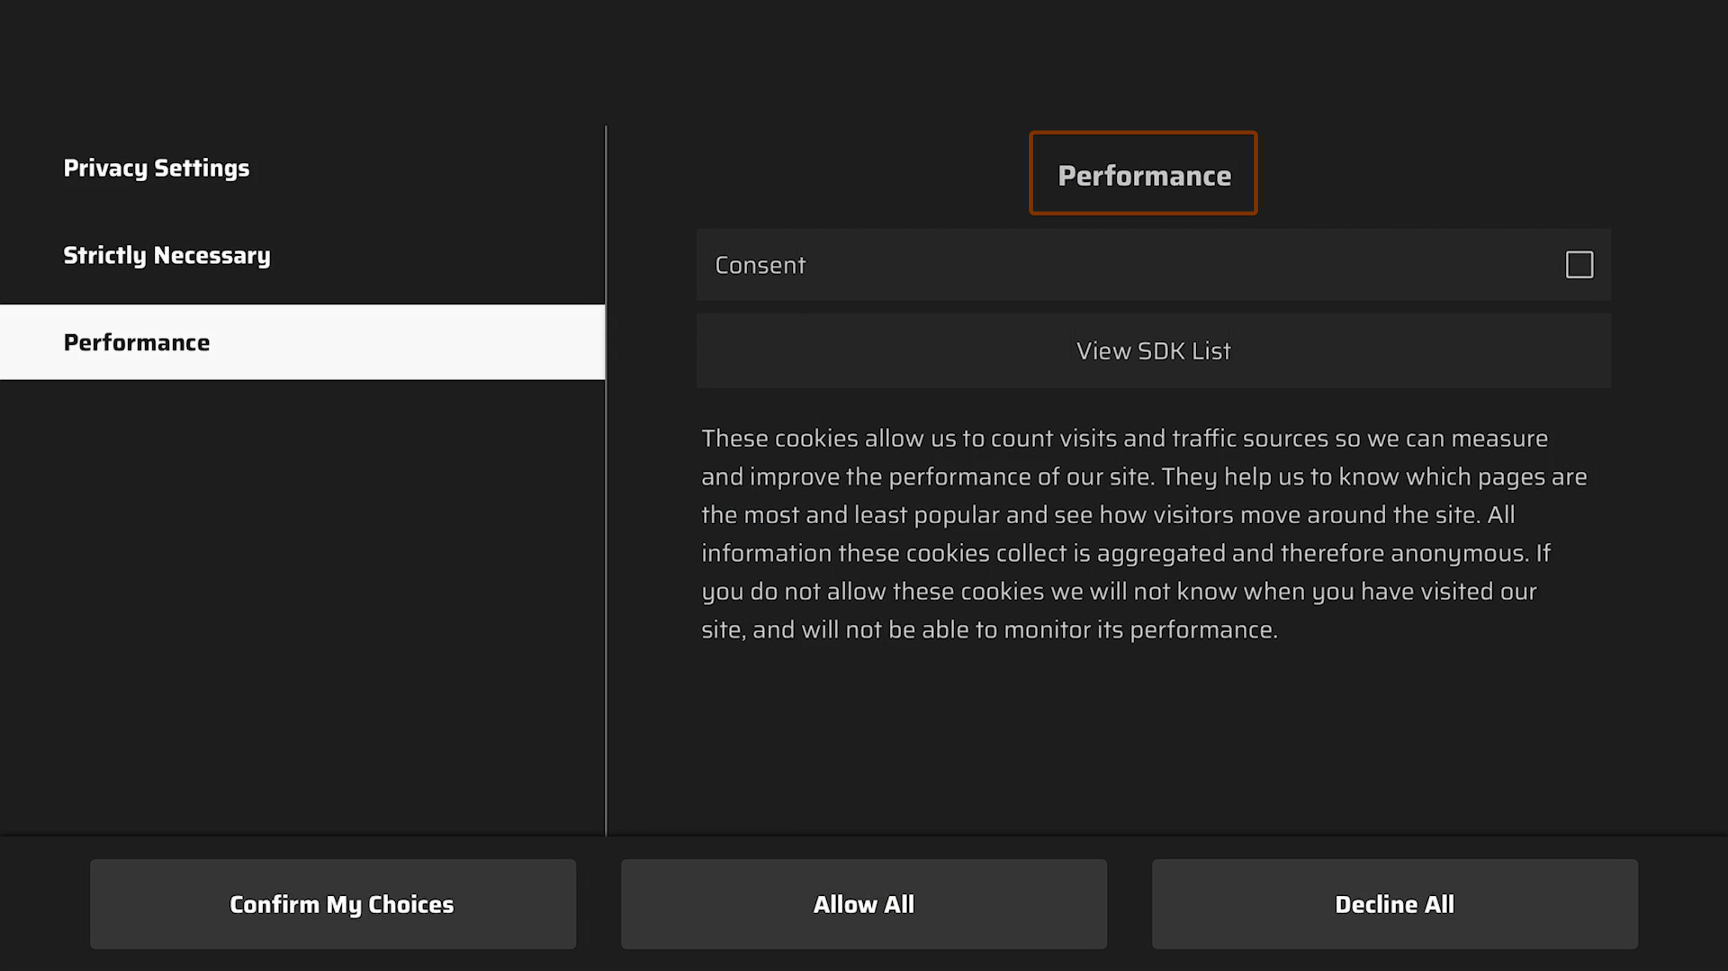 Privacy Settings
Strictly Necessary
Performance
Performance
Consent
View SDK List
These cookies allow us to count visits and traffic sources so we can measure
and improve the performance of our site. They help us to know which pages are
the most and least popular and see how visitors move around the site. All
information these cookies collect is aggregated and therefore anonymous. If
you do not allow these cookies we will not know when you have visited our
site, and will not be able to monitor its performance.
Confirm My Choices
Allow All
Decline All